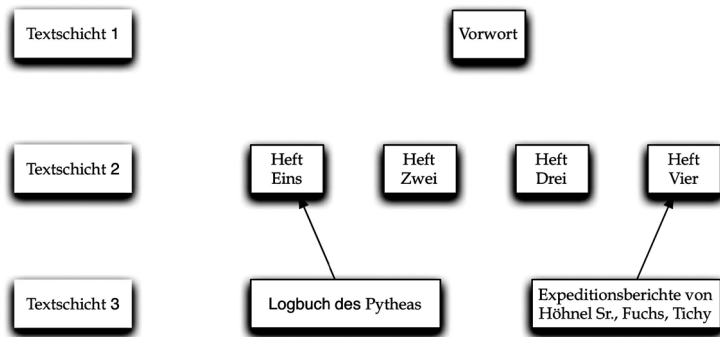 Textschicht 1
Vorwort
Textschicht 2
Heft
Eins
Heft
Zwei
Heft
Drei
Heft
Vier
Textschicht 3
Logbuch des Pytheas
Expeditionsberichte von
Höhnel Sr., Fuchs, Tichy